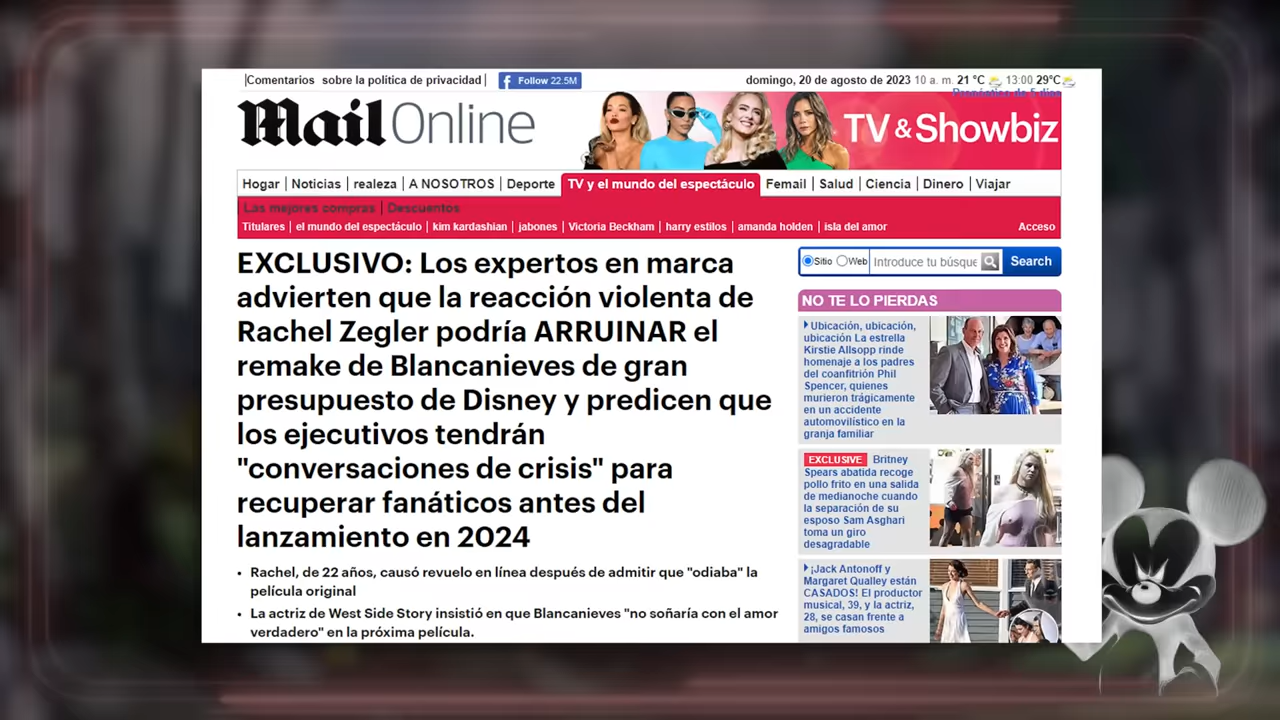 Comentarios sobre la política de privacidad
Follow 22.5M
domingo, 20 de agosto de 2023 10 a. m. 21 °C 13:00 29°C
Pronóstico de 5 días
Mail Online
TV & Showbiz
Hogar Noticias realeza A NOSOTROS Deporte TV y el mundo del espectáculo Femail Salud Ciencia Dinero Viajar
Las mejores compras Descuentos
Titulares el mundo del espectáculo kim kardashian jabones Victoria Beckham harry estilos amanda holden isla del amor Acceso
EXCLUSIVO: Los expertos en marca
advierten que la reacción violenta de
Rachel Zegler podría ARRUINAR el
remake de Blancanieves de gran
presupuesto de Disney y predicen que
los ejecutivos tendrán
"conversaciones de crisis" para
recuperar fanáticos antes del
lanzamiento en 2024
Rachel, de 22 años, causó revuelo en línea después de admitir que "odiaba" la
película original
La actriz de West Side Story insistió en que Blancanieves "no soñaría con el amor
verdadero" en la próxima película.
Sitio Web Introduce tu búsque Search
NO TE LO PIERDAS
Ubicación, ubicación,
ubicación La estrella
Kirstie Allsopp rinde
homenaje a los padres
del coanfitrión Phil
Spencer, quienes
murieron trágicamente
en un accidente
automovilístico en la
granja familiar
EXCLUSIVE Britney
Spears abatida recoge
pollo frito en una salida
de medianoche cuando
la separación de su
esposo Sam Asghari
toma un giro
desagradable
¡Jack Antonoff y
Margaret Qualley están
CASADOS! El productor
musical, 39, y la actriz,
28, se casan frente a
amigos famosos